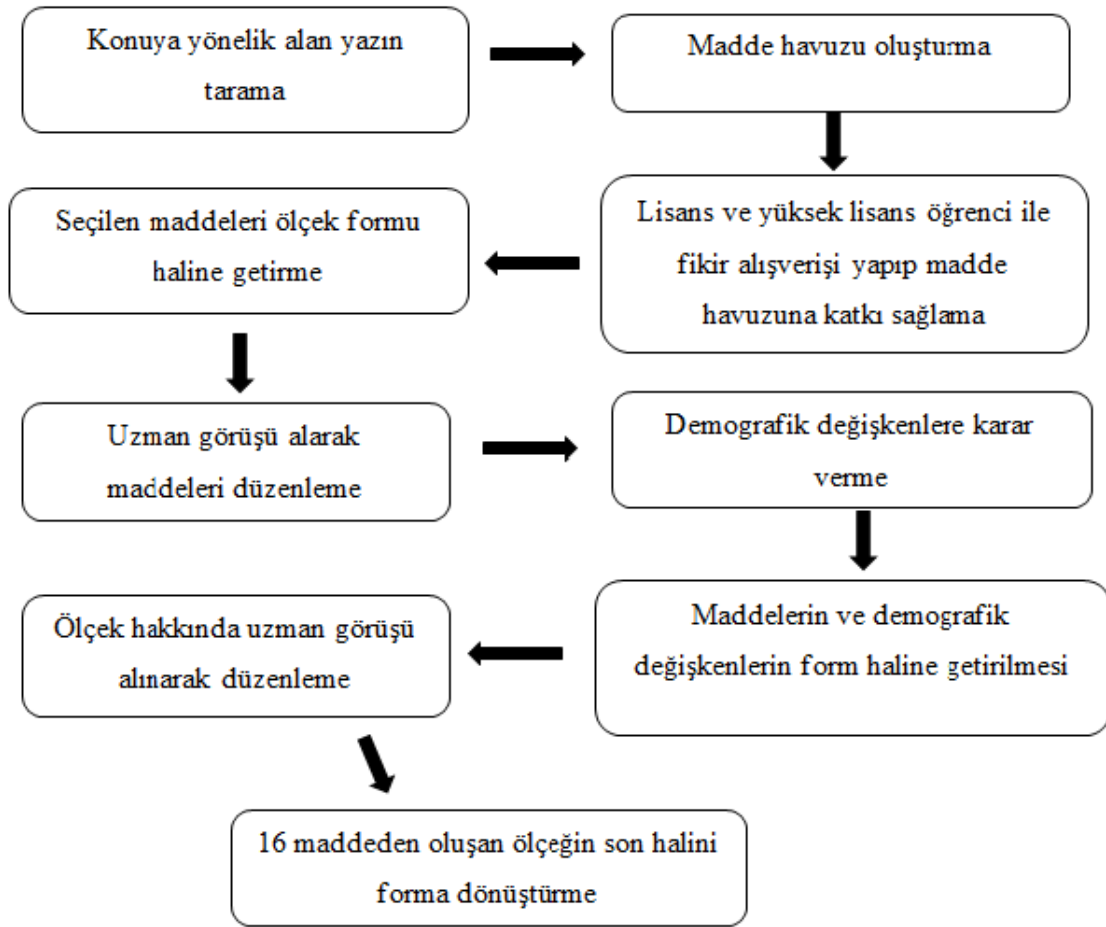 Konuya yönelik alan yazın
tarama
Madde havuzu oluşturma
Lisans ve yüksek lisans öğrenci ile
fikir alışverişi yapıp madde
havuzuna katkı sağlama
Seçilen maddeleri ölçek formu
haline getirme
Uzman görüşü alarak
maddeleri düzenleme
Demografik değişkenlere karar
verme
Maddelerin ve demografik
değişkenlerin form haline getirilmesi
Ölçek hakkında uzman görüşü
alınarak düzenleme
16 maddeden oluşan ölçeğin son halini
forma dönüştürme